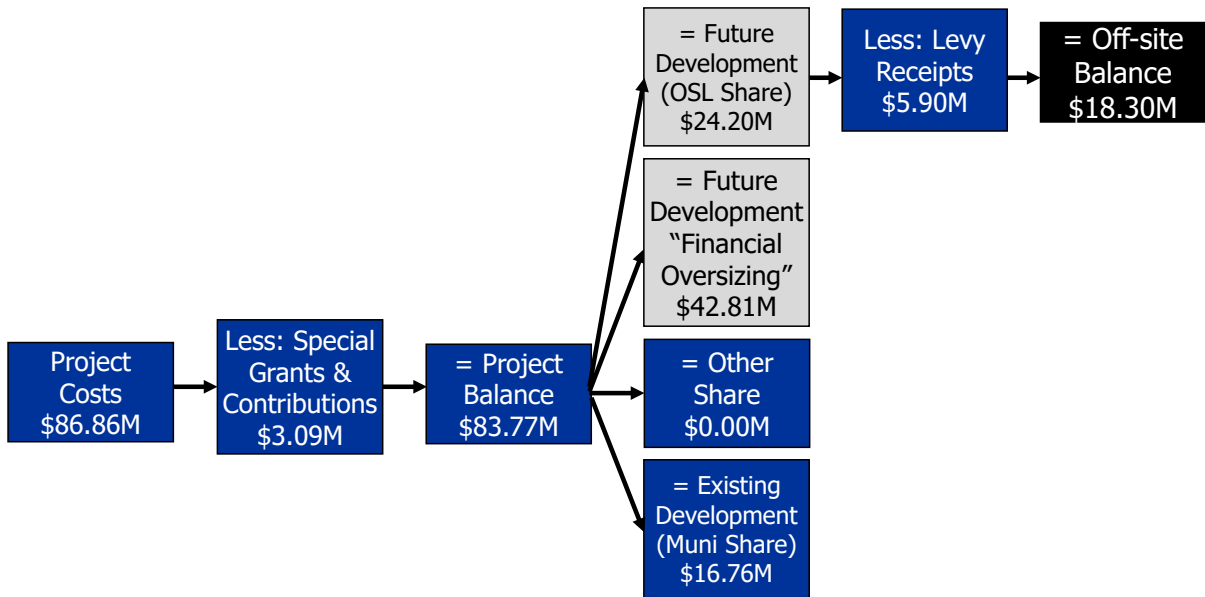 Project
Costs
$86.86M
Less: Special
Grants &
Contributions
$3.09M
= Project
Balance
$83.77M
= Future
Development
(OSL Share)
$24.20M
Less: Levy
Receipts
$5.90M
= Off-site
Balance
$18.30M
= Future
Development
“Financial
Oversizing”
$42.81M
= Other
Share
$0.00M
= Existing
Development
(Muni Share)
$16.76M